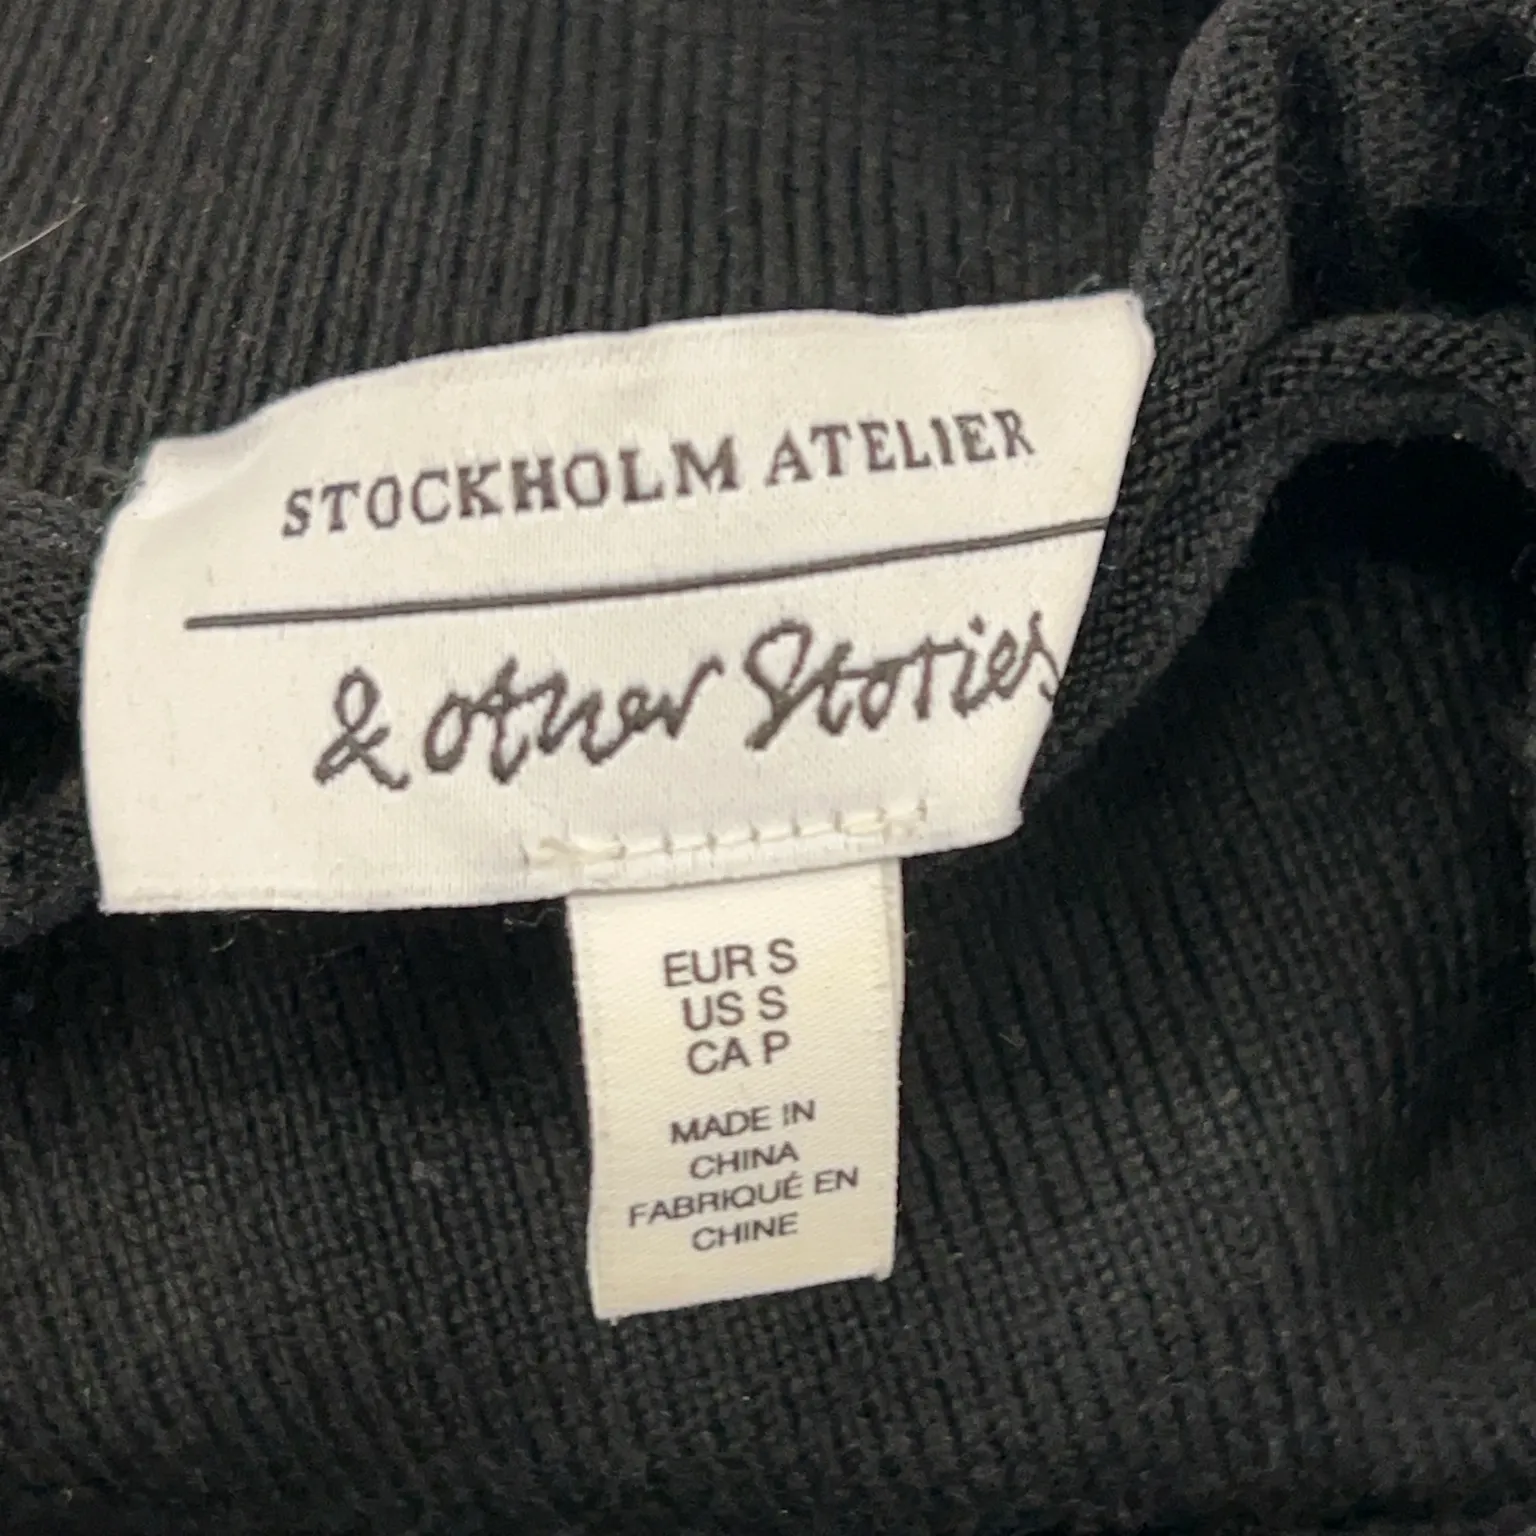 STOCKHOLM ATELIER
& other Stories
EUR S
US S
CA P
MADE IN
CHINA
FABRIQUÉ EN
CHINE